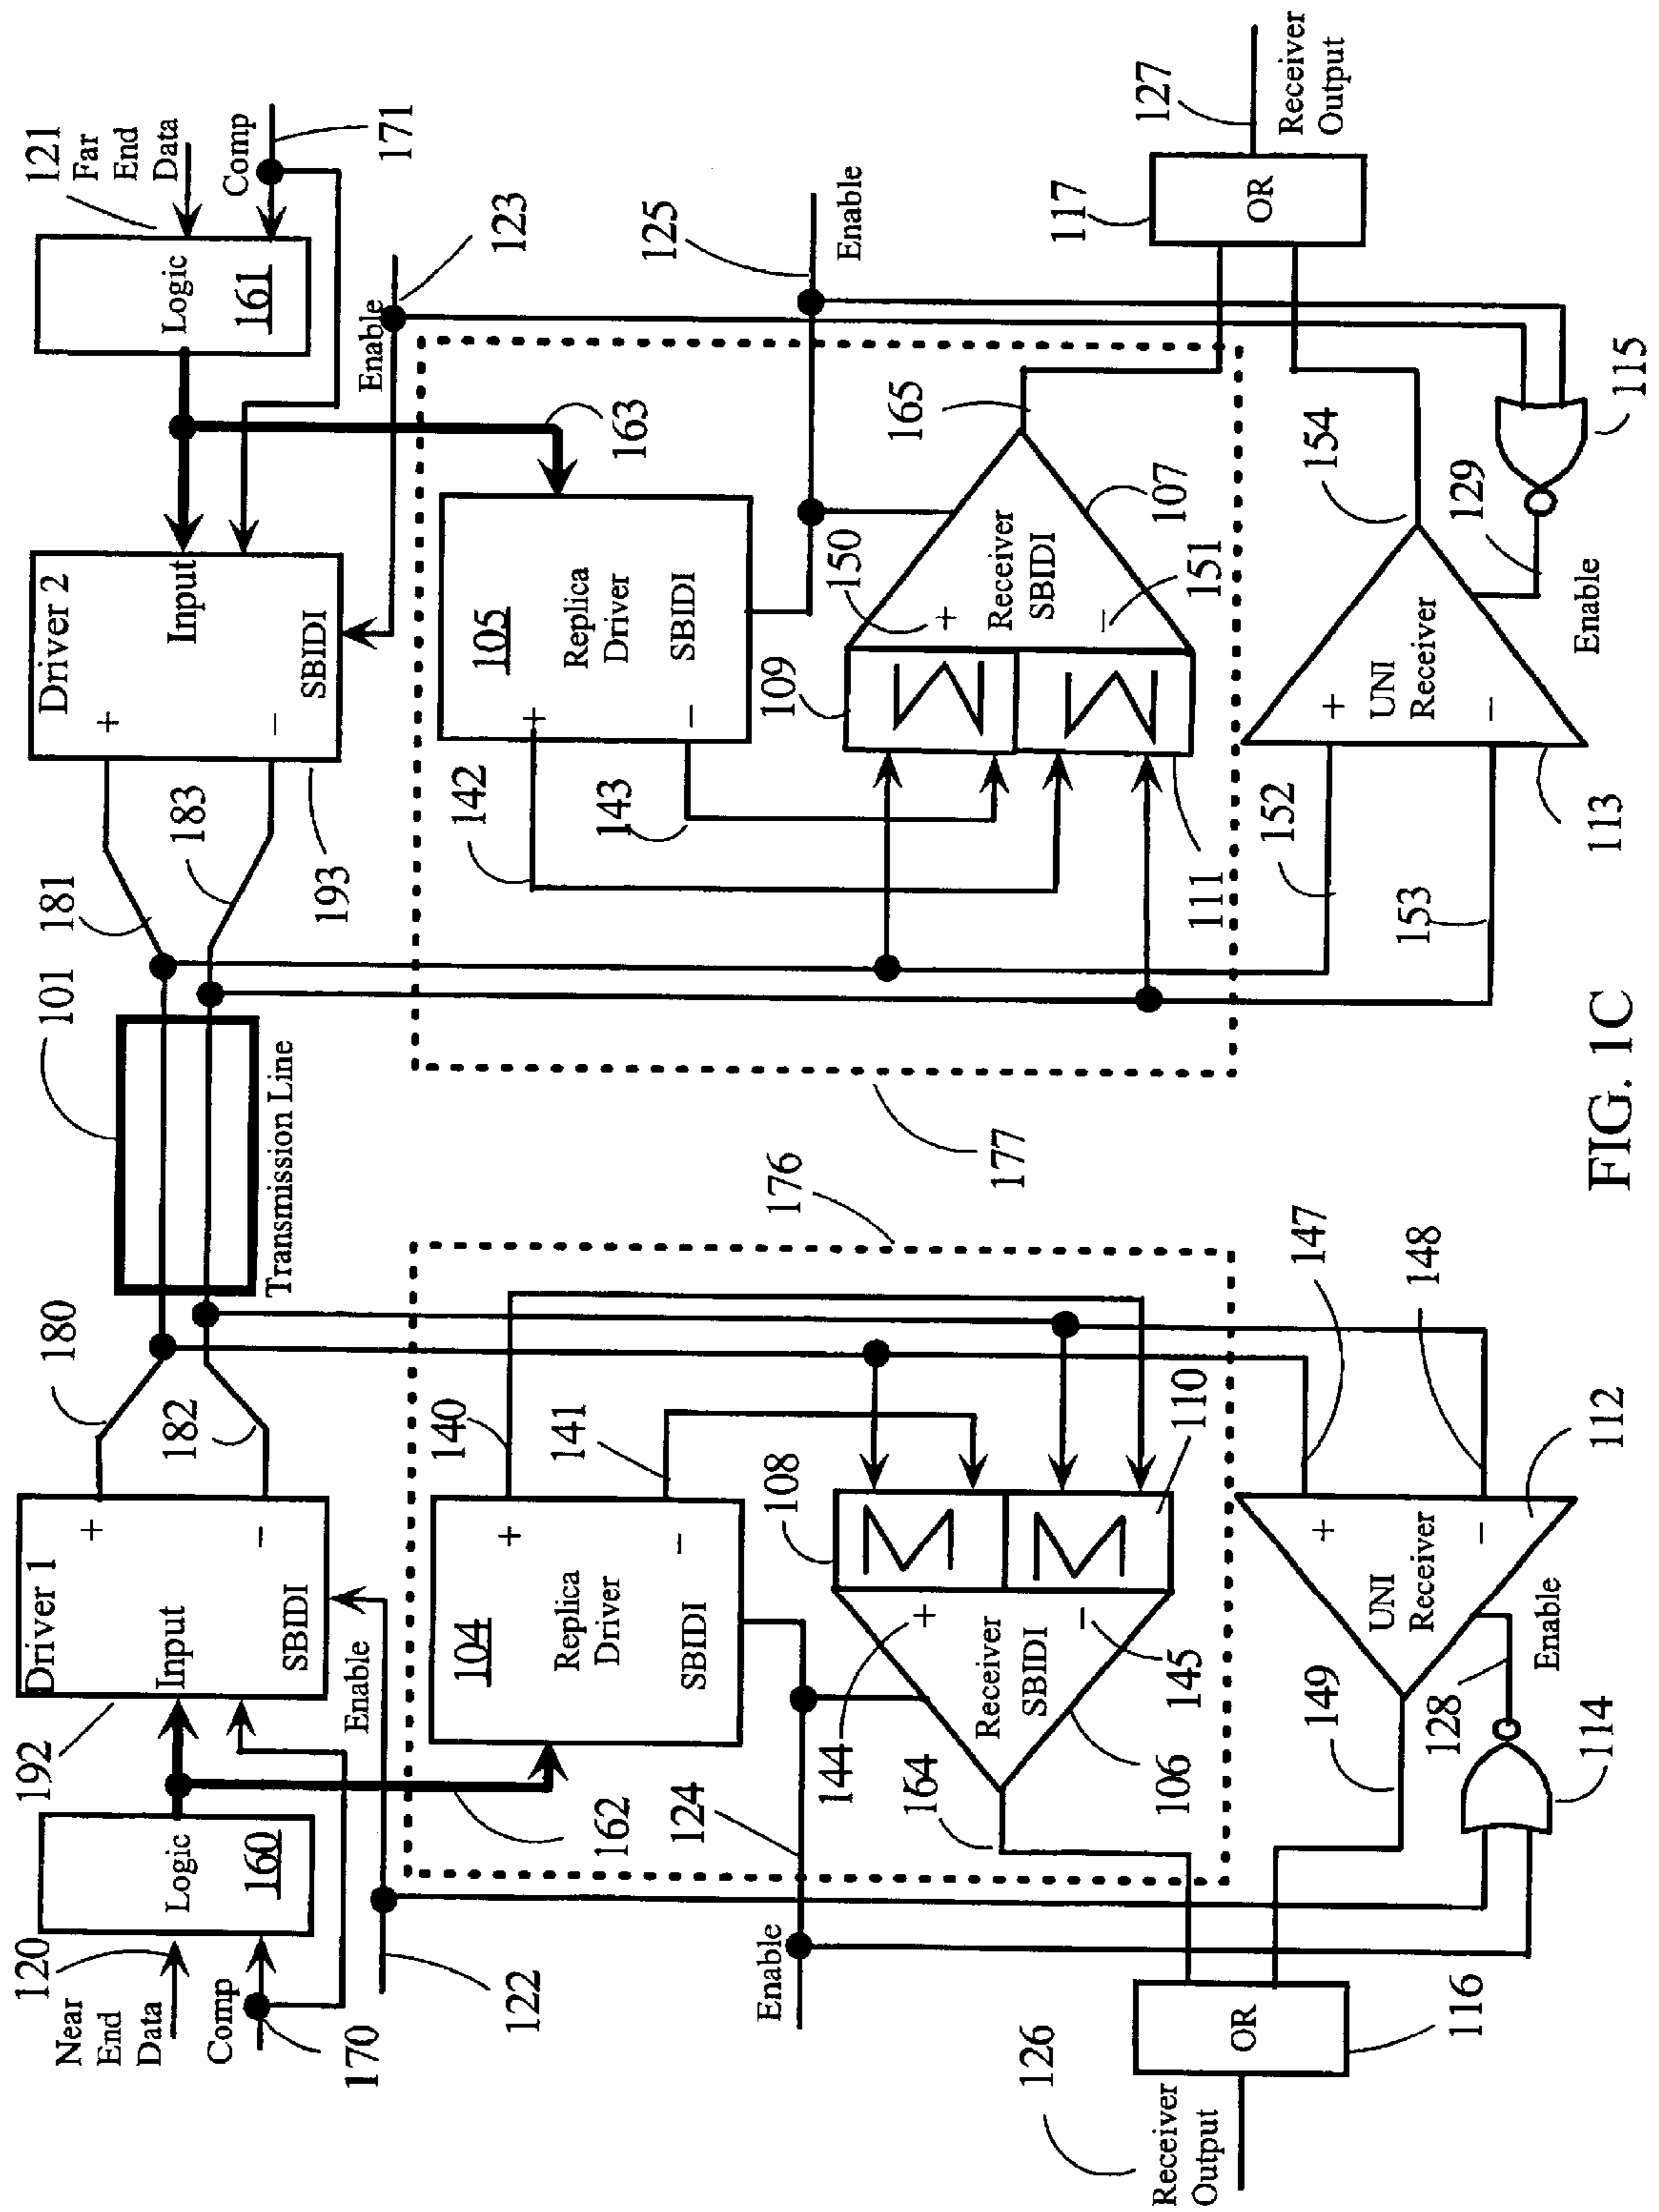 120
Near
End
Data
Comp
170
Logic
160
192
Driver 1
Input
+
−
SBIDI
Enable
122
180
182
101
Transmission Line
181
183
193
Driver 2
+
−
Input
SBIDI
Enable
123
Logic
161
121
Far
End
Data
Comp
171
162
124
Enable
104
Replica
Driver
SBIDI
+
−
140
141
176
108
110
144
+
Receiver
SBIDI
−
145
164
106
177
142
143
105
Replica
Driver
SBIDI
+
−
163
125
Enable
109
111
150
+
Receiver
SBIDI
−
151
165
107
126
Receiver
Output
OR
116
149
128
Enable
114
UNI
Receiver
+
−
112
147
148
152
153
113
+
UNI
Receiver
−
154
129
Enable
115
117
OR
127
Receiver
Output
FIG. 1C